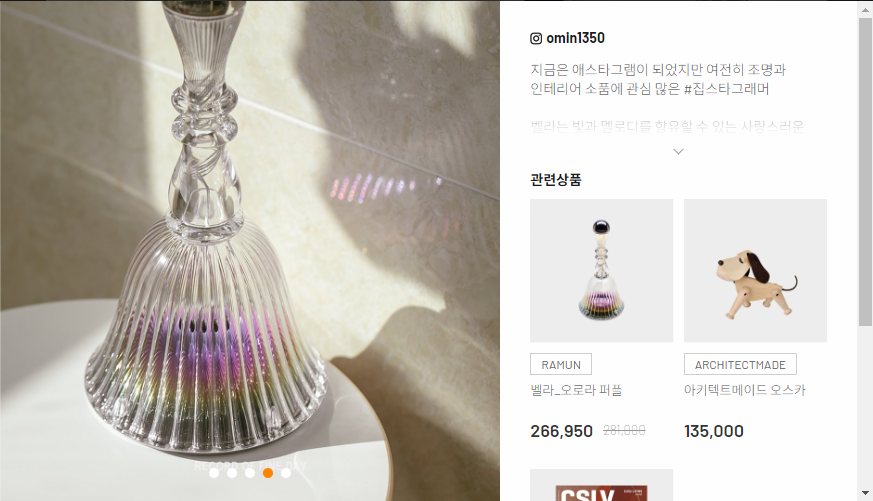 omin1350
지금은 애스타그램이 되었지만 여전히 조명과
인테리어 소품에 관심 많은 #집스타그래머
벨라는 빛과 멜로디를 향유할 수 있는 사랑스러운
관련상품
RAMUN
벨라_오로라 퍼플
266,950 281,000
ARCHITECTMADE
아키텍트메이드 오스카
135,000
CSLV